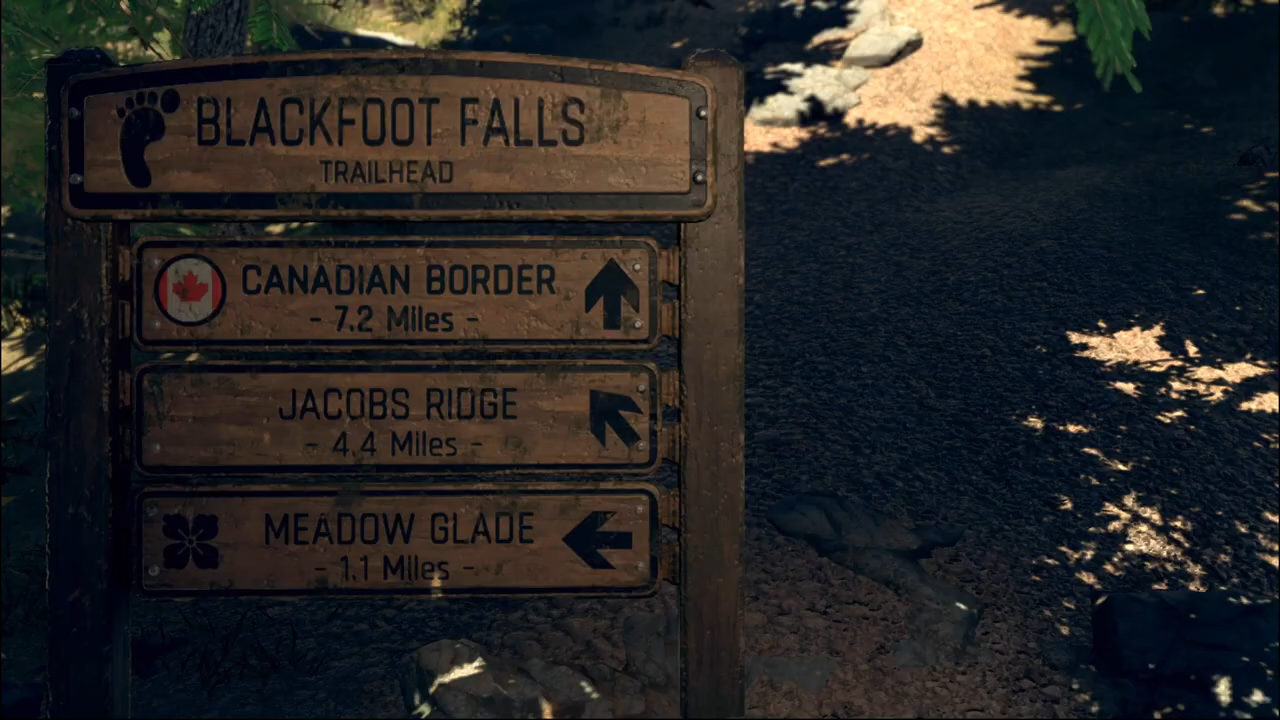 BLACKFOOT FALLS
TRAILHEAD
CANADIAN BORDER
- 7.2 Miles -
JACOBS RIDGE
- 4.4 Miles -
MEADOW GLADE
- 1.1 Miles -